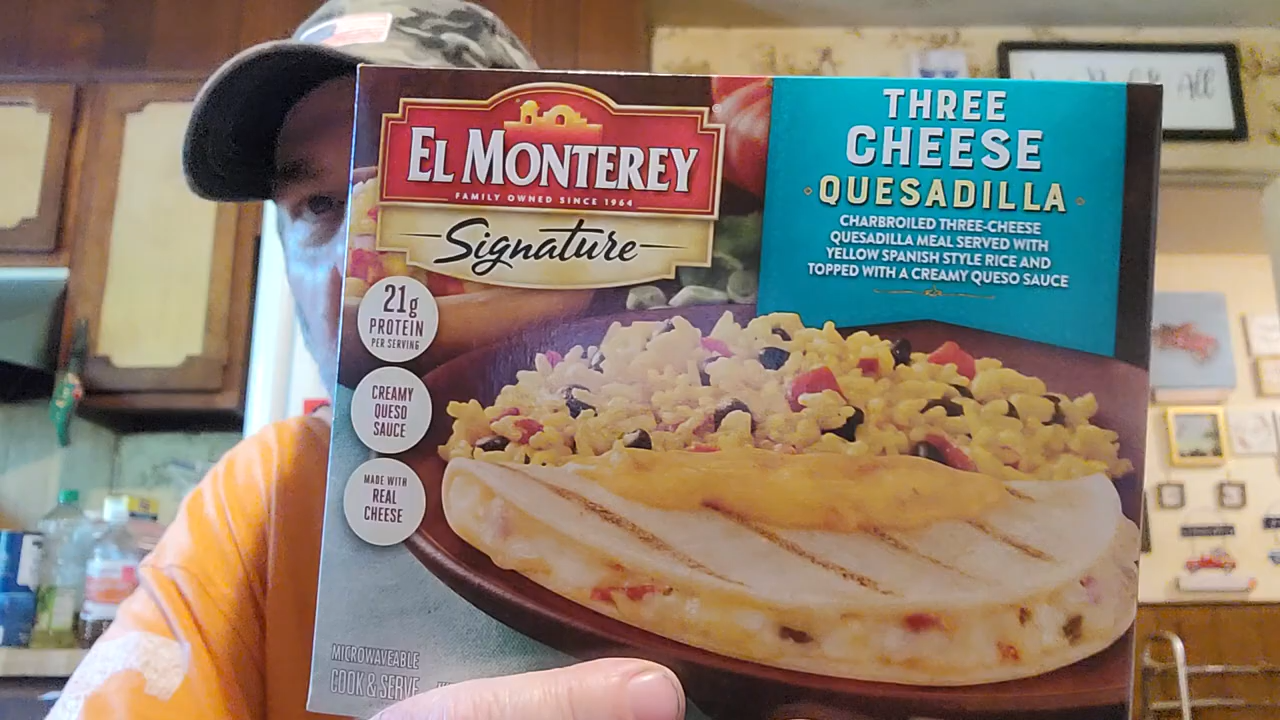 EL MONTEREY
FAMILY OWNED SINCE 1964
Signature
THREE
CHEESE
QUESADILLA
CHARBROILED THREE-CHEESE
QUESADILLA MEAL SERVED WITH
YELLOW SPANISH STYLE RICE AND
TOPPED WITH A CREAMY QUESO SAUCE
21g
PROTEIN
PER SERVING
CREAMY
QUESO
SAUCE
MADE WITH
REAL
CHEESE
MICROWAVEABLE
COOK & SERVE
All